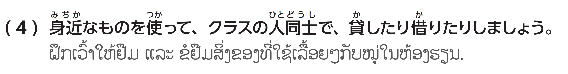 (4) 身近なものを使って、クラスの人同士で、貸したり借りたりしましょう。
ຝຶກເວົ້າໃຫ້ຢືມ ແລະ ຂໍຢືມສິ່ງຂອງທີ່ໃຊ້ເລື້ອຍໆກັບໝູ່ໃນຫ້ອງຮຽນ.